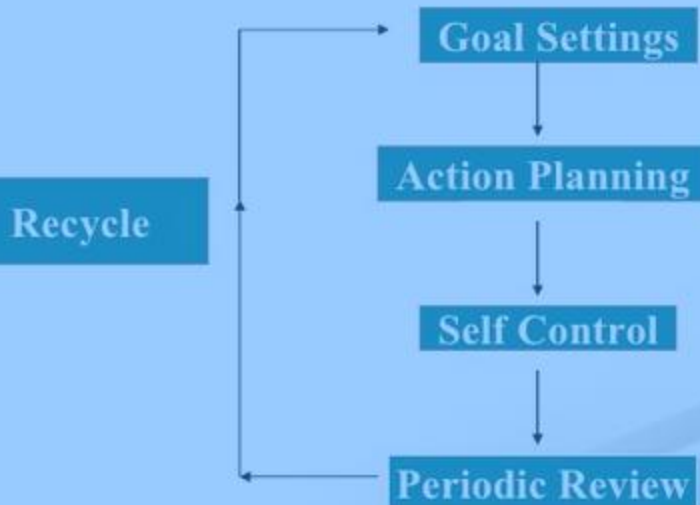 Goal Settings
Action Planning
Recycle
Self Control
Periodic Review